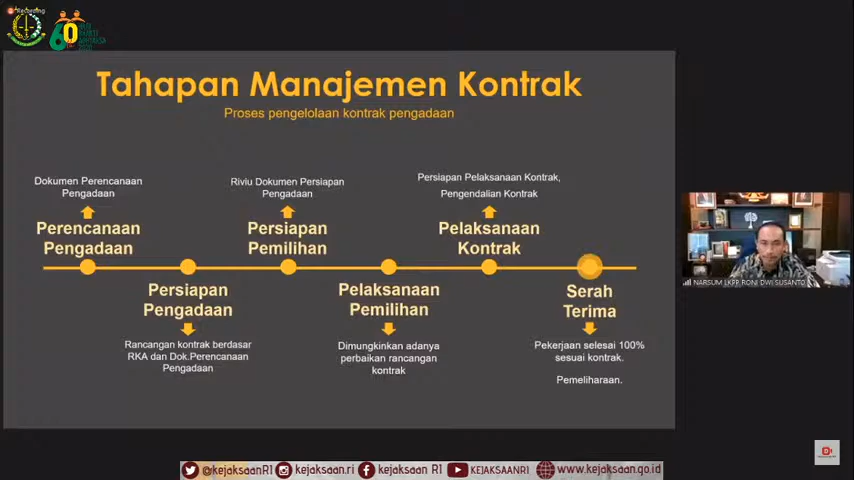 Recording
60
Tahapan Manajemen Kontrak
Proses pengelolaan kontrak pengadaan
Dokumen Perencanaan
Pengadaan
Perencanaan
Pengadaan
Riviu Dokumen Persiapan
Pengadaan
Persiapan
Pemilihan
Persiapan Pelaksanaan Kontrak,
Pengendalian Kontrak
Pelaksanaan
Kontrak
Persiapan
Pengadaan
Rancangan kontrak berdasar
RKA dan Dok.Perencanaan
Pengadaan
Pelaksanaan
Pemilihan
Dimungkinkan adanya
perbaikan rancangan
kontrak
Serah
Terima
Pekerjaan selesai 100%
sesuai kontrak.
Pemeliharaan.
NARSUM LKPP RONI DWI SUSANTO
@kejaksaanRI kejaksaan.ri kejaksaan RI KEJAKSAANRI www.kejaksaan.go.id